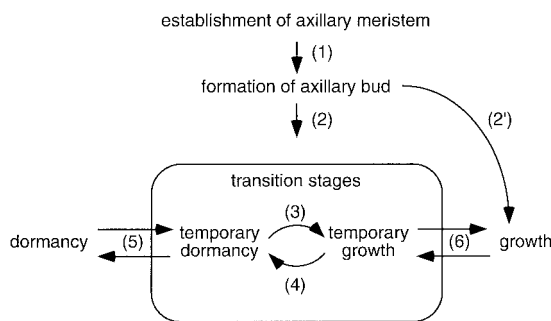 establishment of axillary meristem
(1)
formation of axillary bud
(2)
(2')
transition stages
(3)
dormancy
(5)
temporary
dormancy
temporary
growth
(6)
growth
(4)